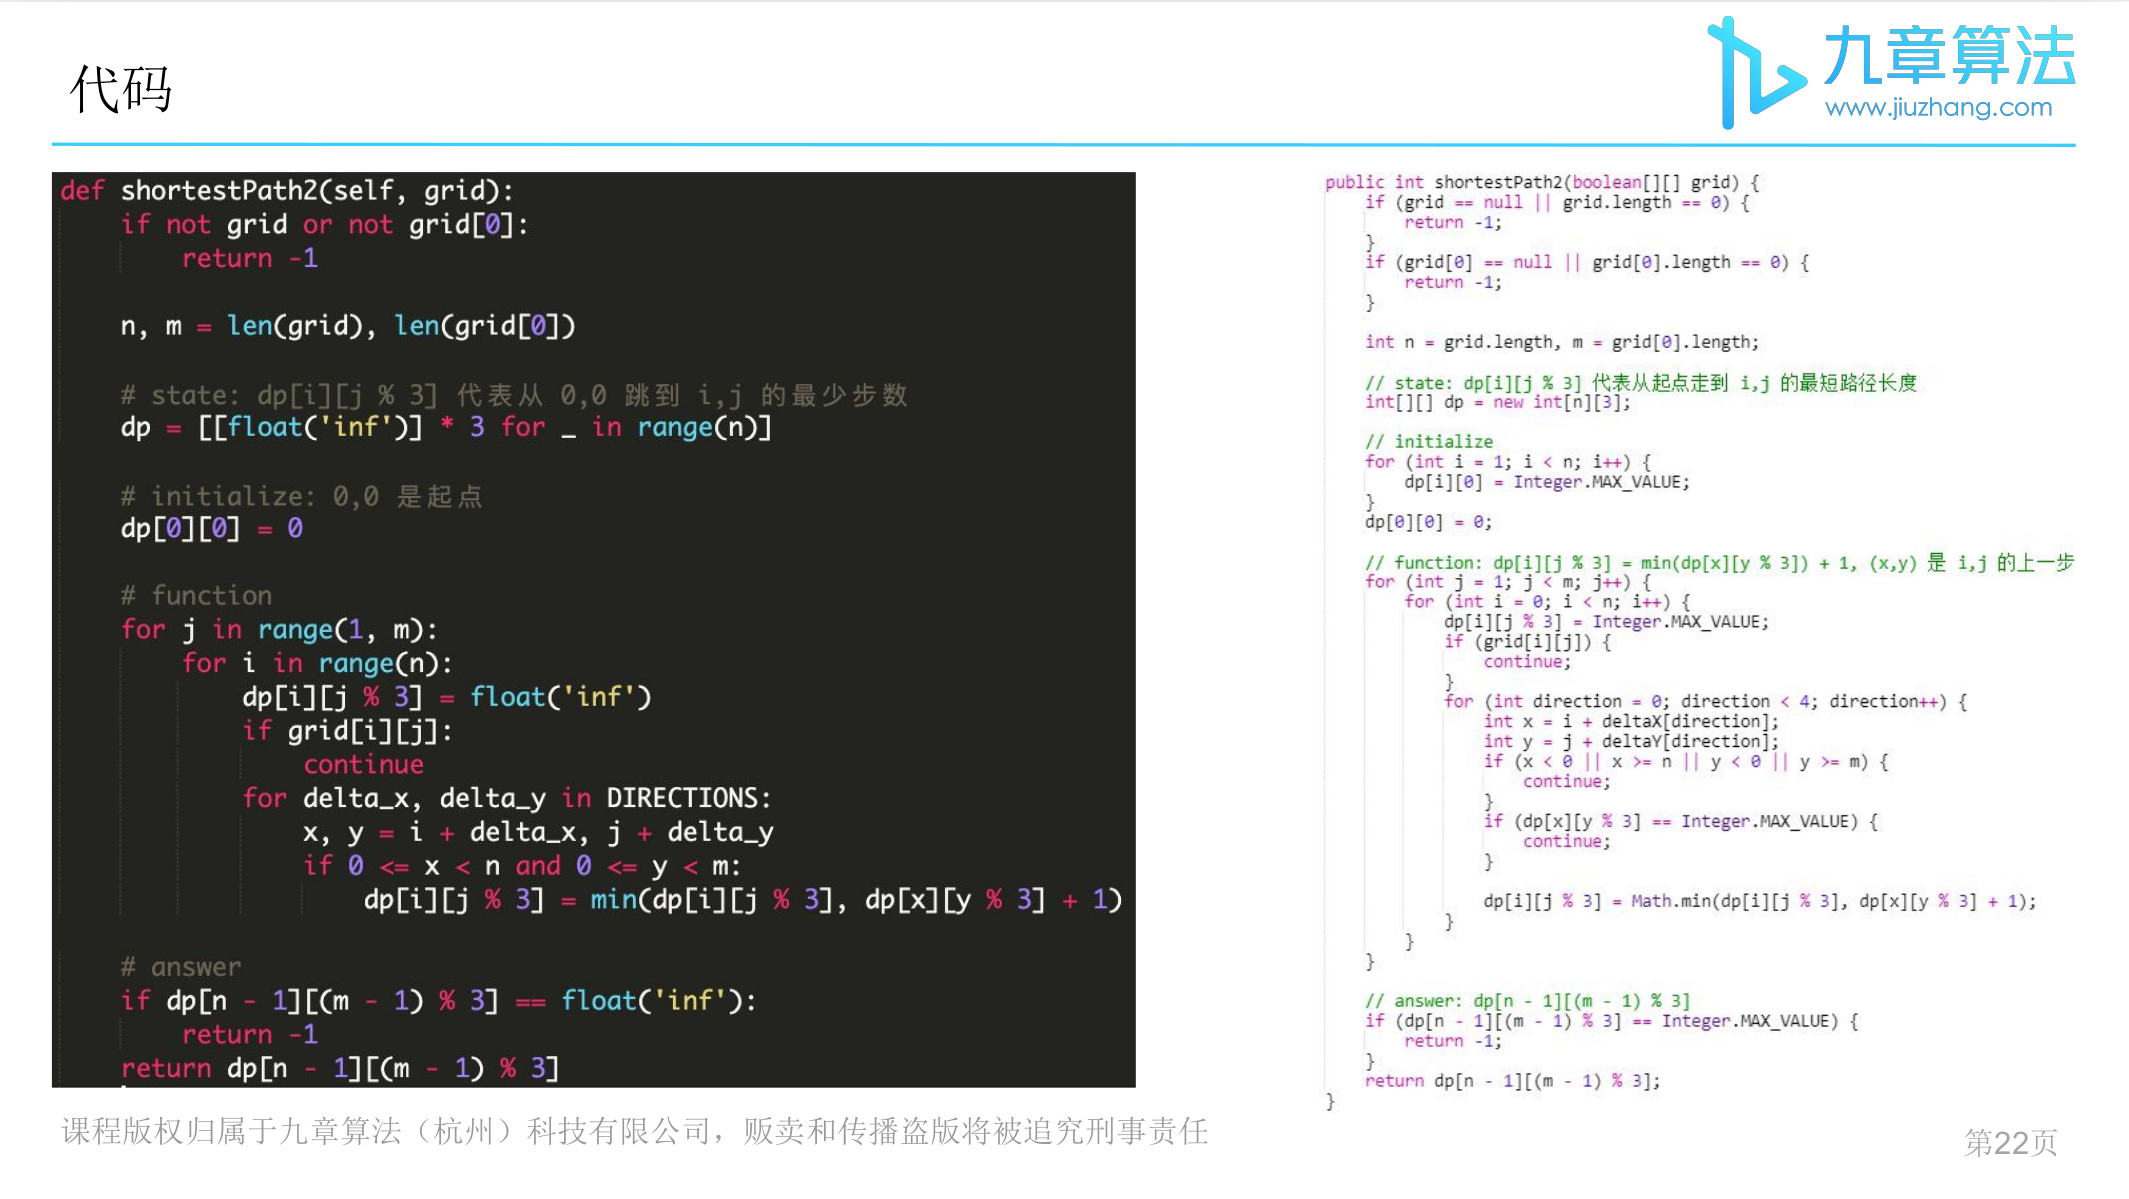 代码
九章算法
www.jiuzhang.com
def shortestPath2(self, grid):
    if not grid or not grid[0]:
        return -1
    n, m = len(grid), len(grid[0])
    # state: dp[i][j % 3] 代表从 0,0 跳到 i,j 的最少步数
    dp = [[float('inf')] * 3 for _ in range(n)]
    # initialize: 0,0 是起点
    dp[0][0] = 0
    # function
    for j in range(1, m):
        for i in range(n):
            dp[i][j % 3] = float('inf')
            if grid[i][j]:
                continue
            for delta_x, delta_y in DIRECTIONS:
                x, y = i + delta_x, j + delta_y
                if 0 <= x < n and 0 <= y < m:
                    dp[i][j % 3] = min(dp[i][j % 3], dp[x][y % 3] + 1)
    # answer
    if dp[n - 1][(m - 1) % 3] == float('inf'):
        return -1
    return dp[n - 1][(m - 1) % 3]
public int shortestPath2(boolean[][] grid) {
    if (grid == null || grid.length == 0) {
        return -1;
    }
    if (grid[0] == null || grid[0].length == 0) {
        return -1;
    }
    int n = grid.length, m = grid[0].length;
    // state: dp[i][j % 3] 代表从起点走到 i,j 的最短路径长度
    int[][] dp = new int[n][3];
    // initialize
    for (int i = 1; i < n; i++) {
        dp[i][0] = Integer.MAX_VALUE;
    }
    dp[0][0] = 0;
    // function: dp[i][j % 3] = min(dp[x][y % 3]) + 1, (x,y) 是 i,j 的上一步
    for (int j = 1; j < m; j++) {
        for (int i = 0; i < n; i++) {
            dp[i][j % 3] = Integer.MAX_VALUE;
            if (grid[i][j]) {
                continue;
            }
            for (int direction = 0; direction < 4; direction++) {
                int x = i + deltaX[direction];
                int y = j + deltaY[direction];
                if (x < 0 || x >= n || y < 0 || y >= m) {
                    continue;
                }
                if (dp[x][y % 3] == Integer.MAX_VALUE) {
                    continue;
                }
                dp[i][j % 3] = Math.min(dp[i][j % 3], dp[x][y % 3] + 1);
            }
        }
    }
    // answer: dp[n - 1][(m - 1) % 3]
    if (dp[n - 1][(m - 1) % 3] == Integer.MAX_VALUE) {
        return -1;
    }
    return dp[n - 1][(m - 1) % 3];
}
课程版权归属于九章算法（杭州）科技有限公司，贩卖和传播盗版将被追究刑事责任
第22页